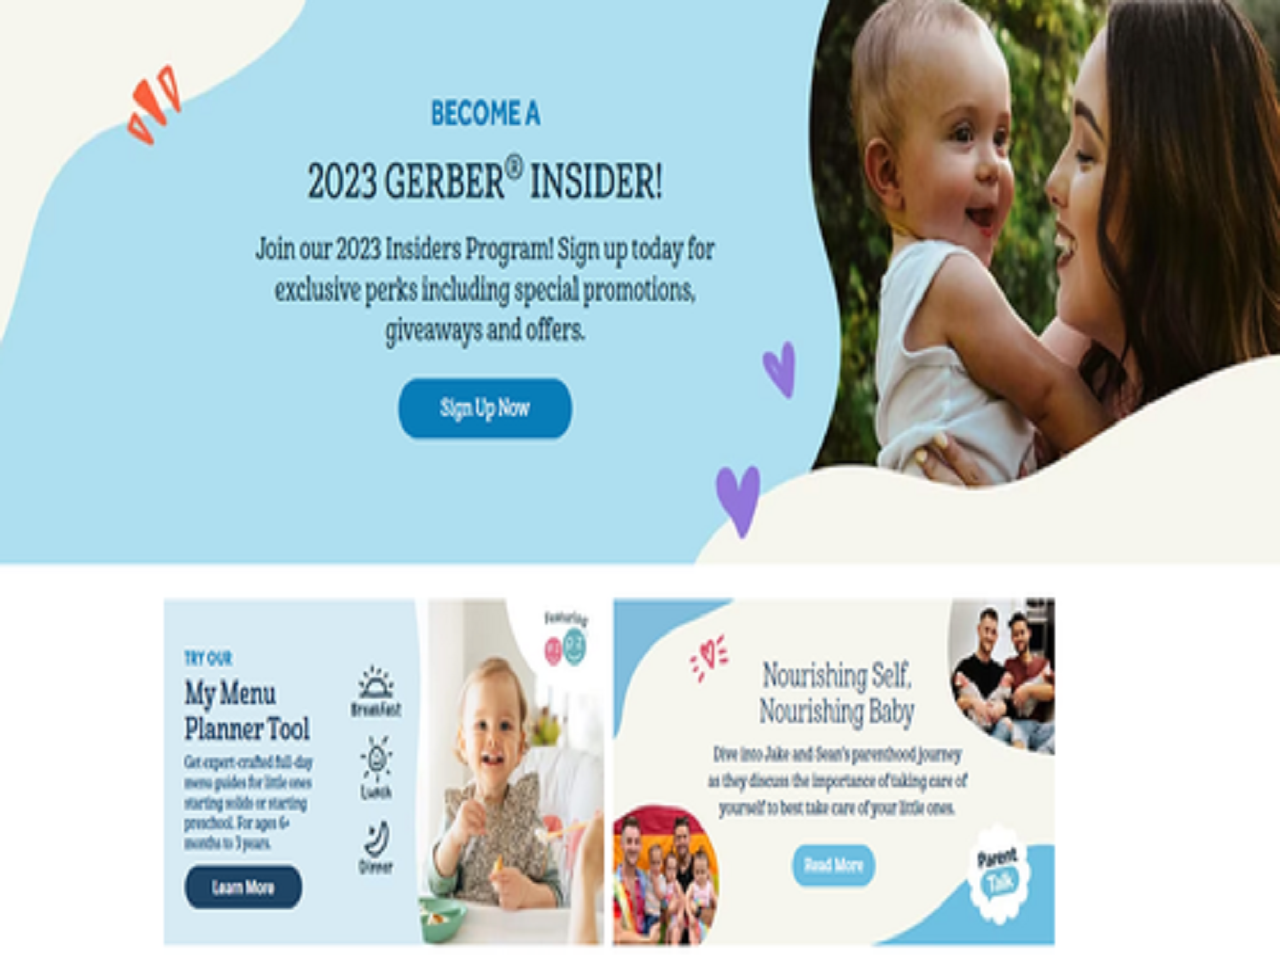 BECOME A
2023 GERBER® INSIDER!
Join our 2023 Insiders Program! Sign up today for
exclusive perks including special promotions,
giveaways and offers.
Sign Up Now
TRY OUR
My Menu
Planner Tool
Get expert-crafted full-day
menu guides for little ones
starting solids or starting
preschool. For ages 6+
months to 3 years.
Learn More
Breakfast
Lunch
Dinner
Featuring
Nourishing Self,
Nourishing Baby
Dive into Jake and Sean's parenthood journey
as they discuss the importance of taking care of
yourself to best take care of your little ones.
Read More
Parent
Talk